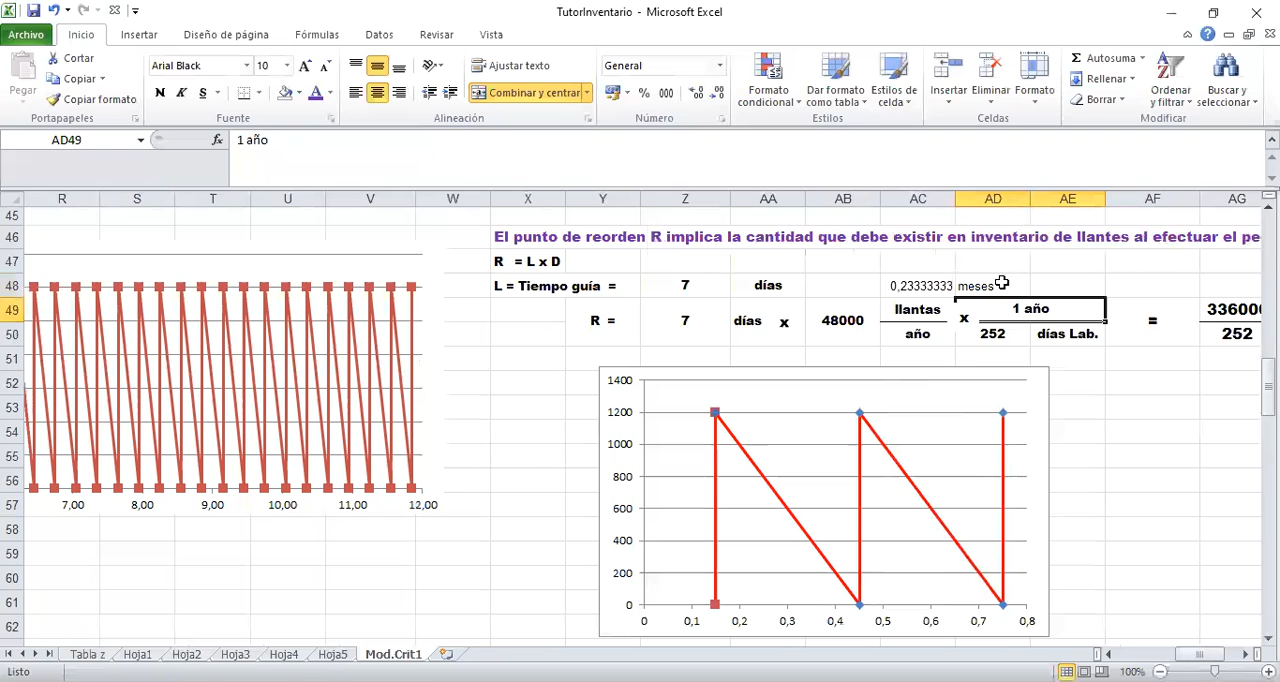 TutorInventario - Microsoft Excel
Archivo Inicio Insertar Diseño de página Fórmulas Datos Revisar Vista
Pegar
Cortar
Copiar
Copiar formato
Portapapeles
Arial Black 10
N K S
Fuente
Ajustar texto
Combinar y centrar
Alineación
General
% 000
Número
Formato condicional
Dar formato como tabla
Estilos de celda
Estilos
Insertar Eliminar Formato
Celdas
Autosuma
Rellenar
Borrar
Ordenar y filtrar
Buscar y seleccionar
Modificar
AD49 fx 1 año
R S T U V W X Y Z AA AB AC AD AE AF AG
45
46 El punto de reorden R implica la cantidad que debe existir en inventario de llantas al efectuar el pe
47 R = L x D
48 L = Tiempo guía = 7 días 0,23333333 meses
49 llantas 1 año 336000
R = 7 días x 48000 x =
50 año 252 días Lab. 252
51
52
53
54
55
56
57
58
59
60
61
62
7,00 8,00 9,00 10,00 11,00 12,00
1400
1200
1000
800
600
400
200
0
0 0,1 0,2 0,3 0,4 0,5 0,6 0,7 0,8
Tabla z Hoja1 Hoja2 Hoja3 Hoja4 Hoja5 Mod.Crit1
Listo 100%